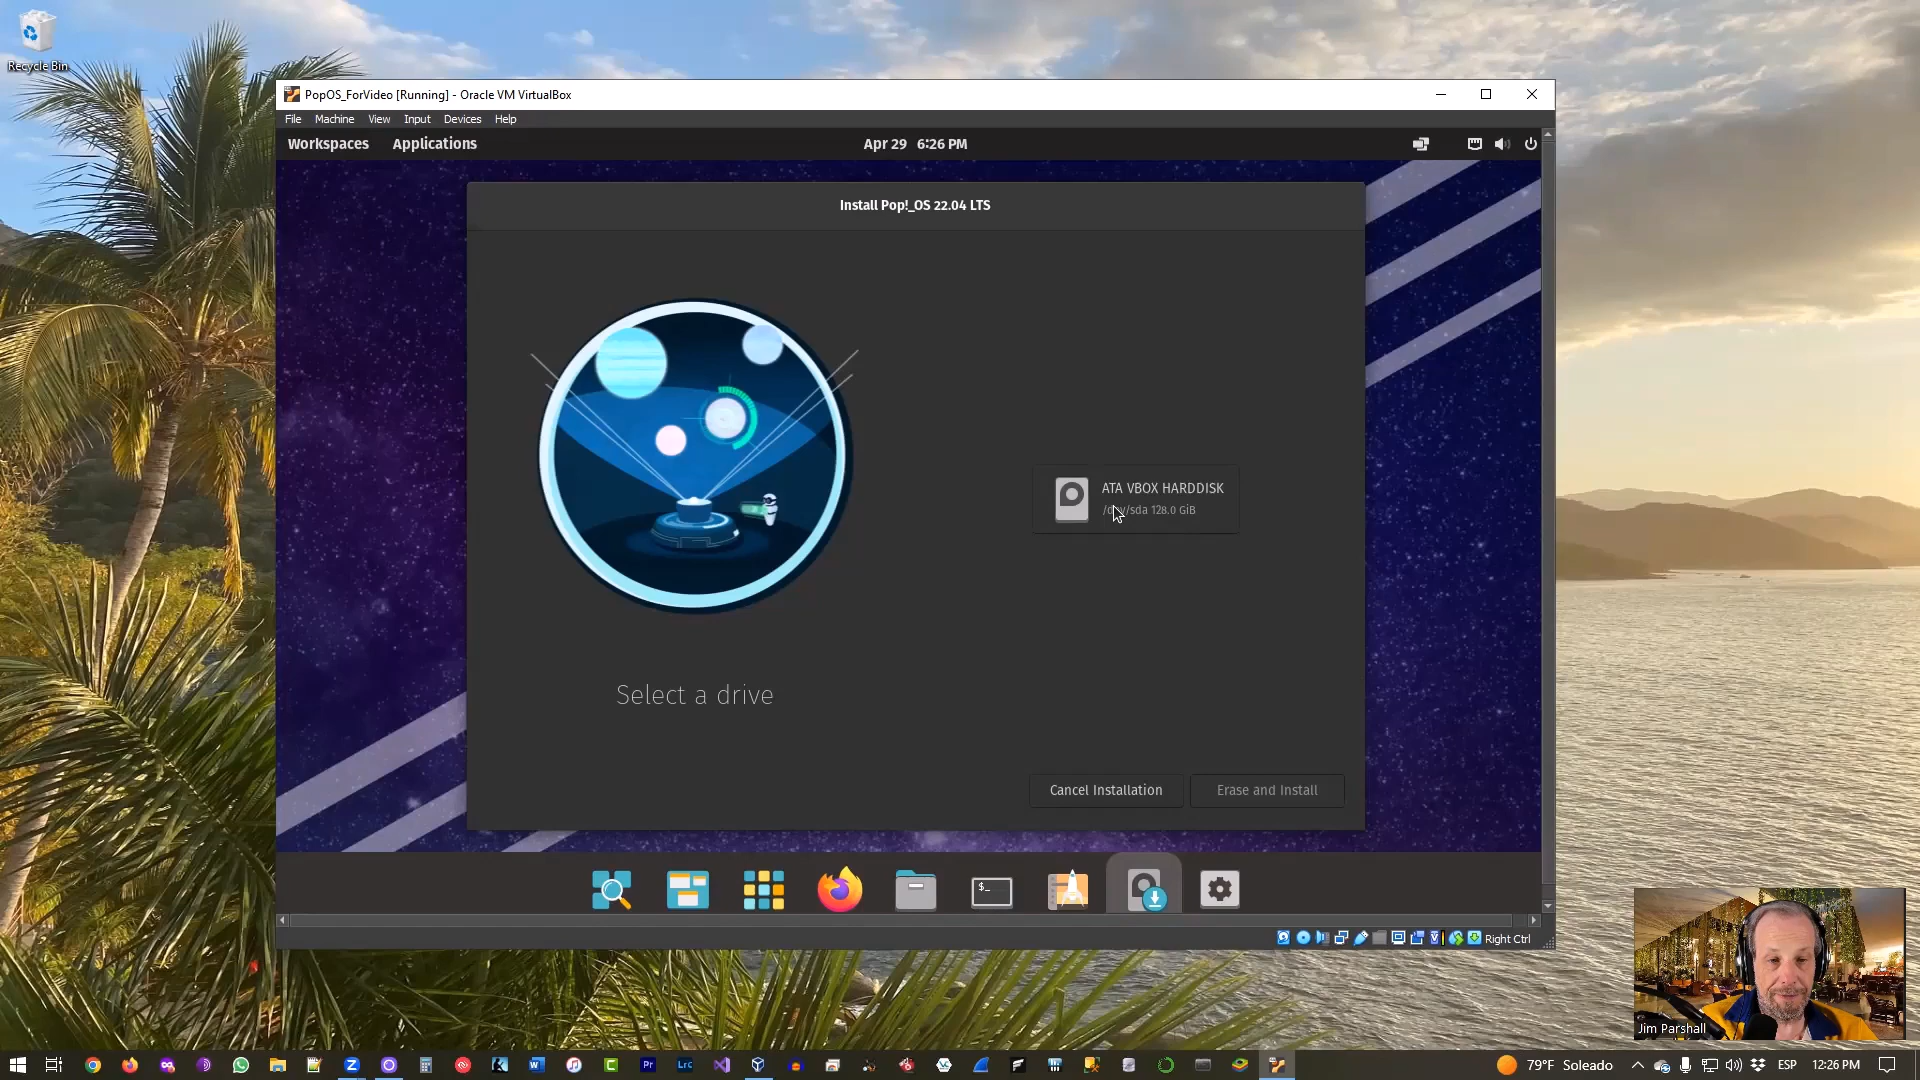 Recycle Bin
PopOS_ForVideo [Running] - Oracle VM VirtualBox
File Machine View Input Devices Help
Workspaces Applications Apr 29 6:26 PM
Install Pop!_OS 22.04 LTS
ATA VBOX HARDDISK
/dev/sda 128.0 GiB
Select a drive
Cancel Installation Erase and Install
$_
Right Ctrl
Jim Parshall
79°F Soleado ESP 12:26 PM